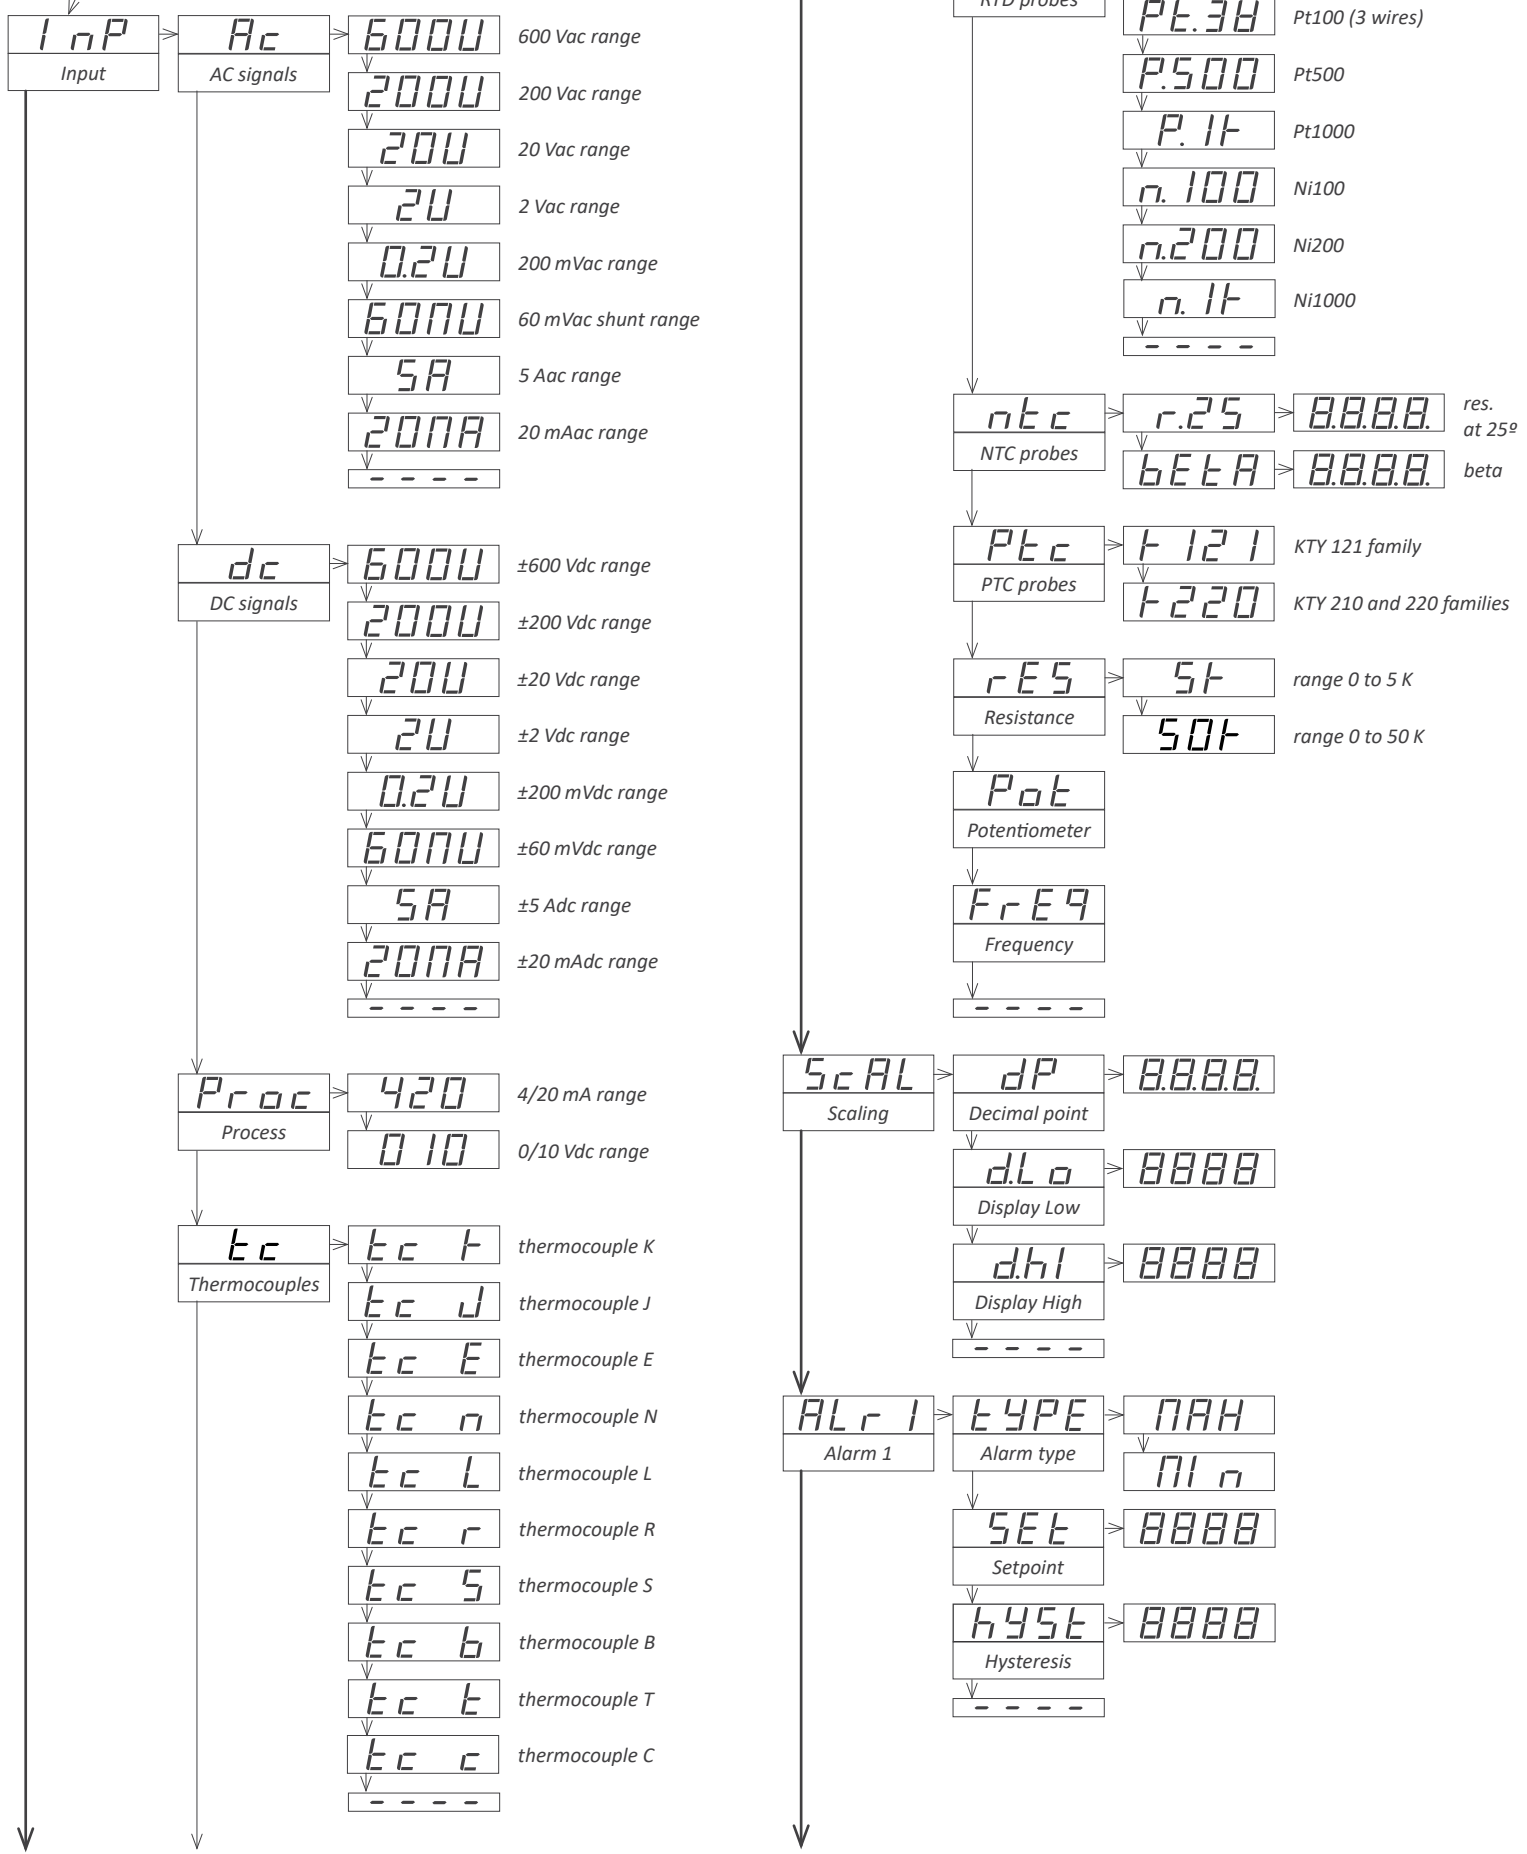 InP
Input
Ac
AC signals
600U
600 Vac range
200U
200 Vac range
20U
20 Vac range
2U
2 Vac range
0.2U
200 mVac range
60nU
60 mVac shunt range
5A
5 Aac range
20nA
20 mAac range
- - - -
dc
DC signals
600U
±600 Vdc range
200U
±200 Vdc range
20U
±20 Vdc range
2U
±2 Vdc range
0.2U
±200 mVdc range
60nU
±60 mVdc range
5A
±5 Adc range
20nA
±20 mAdc range
- - - -
Proc
Process
420
4/20 mA range
010
0/10 Vdc range
tc
Thermocouples
tc k
thermocouple K
tc J
thermocouple J
tc E
thermocouple E
tc n
thermocouple N
tc L
thermocouple L
tc r
thermocouple R
tc S
thermocouple S
tc b
thermocouple B
tc t
thermocouple T
tc c
thermocouple C
- - - -
RTD probes
Pt.3W
Pt100 (3 wires)
P.500
Pt500
P.1k
Pt1000
n.100
Ni100
n.200
Ni200
n.1k
Ni1000
- - - -
ntc
NTC probes
r.25
8.8.8.8.
res.
at 25º
bEtA
8.8.8.8.
beta
Ptc
PTC probes
k121
KTY 121 family
k220
KTY 210 and 220 families
rES
Resistance
5k
range 0 to 5 K
50k
range 0 to 50 K
Pot
Potentiometer
FrEq
Frequency
- - - -
ScAL
Scaling
dP
Decimal point
8.8.8.8.
d.Lo
Display Low
8888
d.hI
Display High
8888
- - - -
ALr1
Alarm 1
tYPE
Alarm type
MAH
MIn
SEt
Setpoint
8888
hYSt
Hysteresis
8888
- - - -